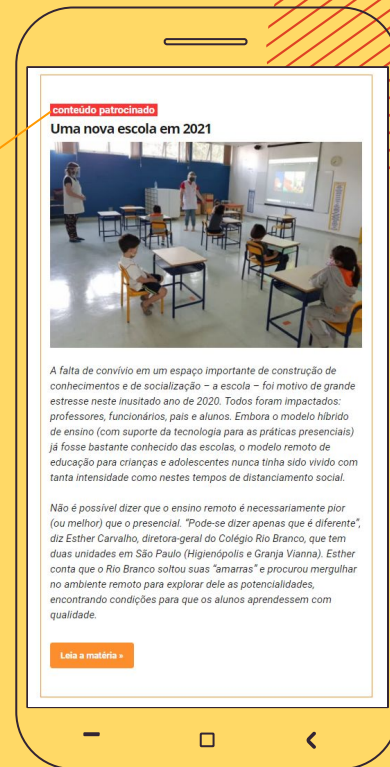 conteúdo patrocinado
Uma nova escola em 2021
A falta de convívio em um espaço importante de construção de
conhecimentos e de socialização – a escola – foi motivo de grande
estresse neste inusitado ano de 2020. Todos foram impactados:
professores, funcionários, pais e alunos. Embora o modelo híbrido
de ensino (com suporte da tecnologia para as práticas presenciais)
já fosse bastante conhecido das escolas, o modelo remoto de
educação para crianças e adolescentes nunca tinha sido vivido com
tanta intensidade como nestes tempos de distanciamento social.
Não é possível dizer que o ensino remoto é necessariamente pior
(ou melhor) que o presencial. “Pode-se dizer apenas que é diferente”,
diz Esther Carvalho, diretora-geral do Colégio Rio Branco, que tem
duas unidades em São Paulo (Higienópolis e Granja Vianna). Esther
conta que o Rio Branco soltou suas “amarras” e procurou mergulhar
no ambiente remoto para explorar dele as potencialidades,
encontrando condições para que os alunos aprendessem com
qualidade.
Leia a matéria »